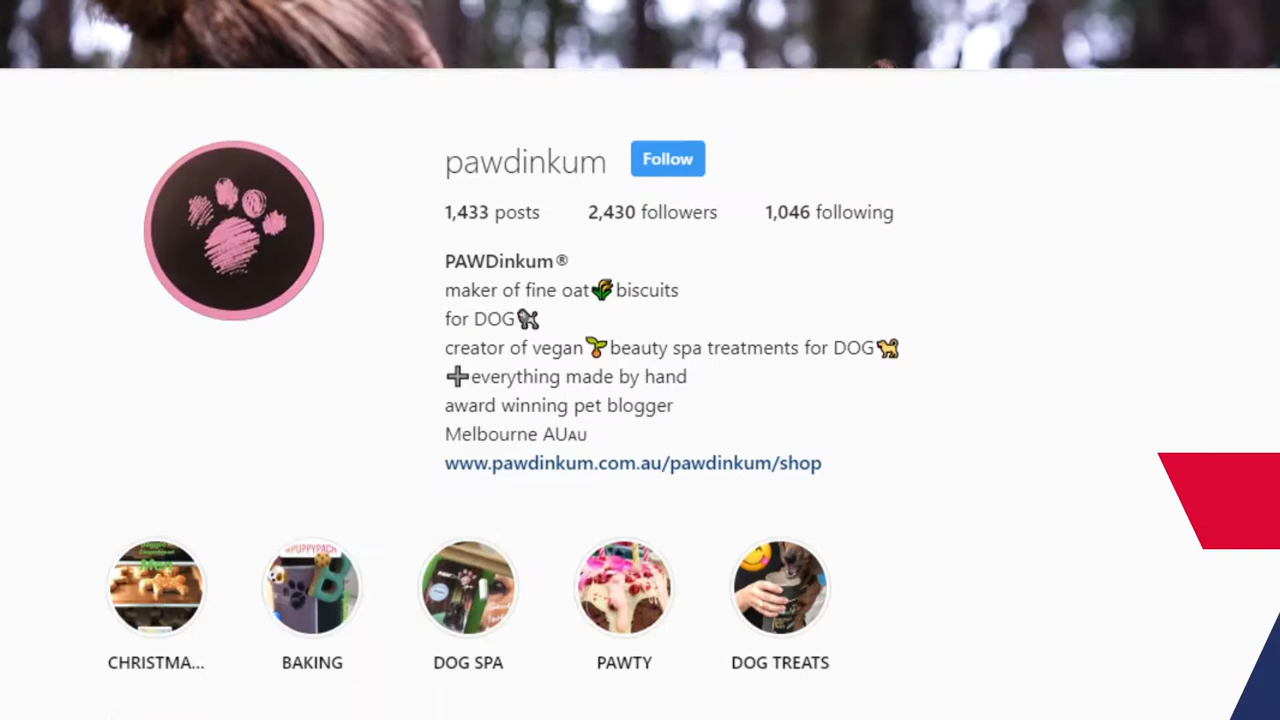 pawdinkum Follow
1,433 posts 2,430 followers 1,046 following
PAWDinkum®
maker of fine oat🌾biscuits
for DOG🐩
creator of vegan🌱beauty spa treatments for DOG🐕
➕everything made by hand
award winning pet blogger
Melbourne AUAU
www.pawdinkum.com.au/pawdinkum/shop
#PUPPYPACK
CHRISTMA... BAKING DOG SPA PAWTY DOG TREATS